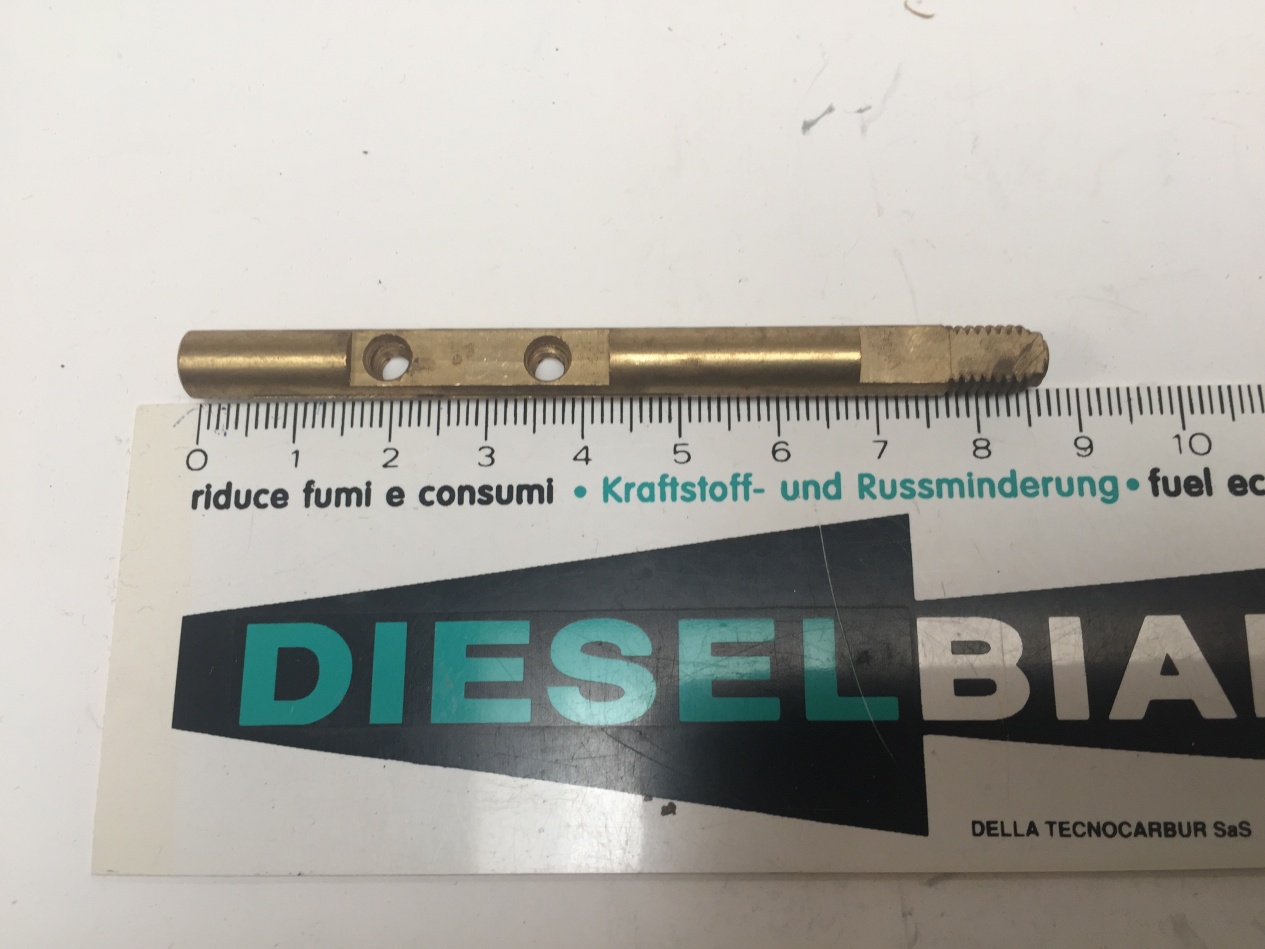 0 1 2 3 4 5 6 7 8 9 10
riduce fumi e consumi • Kraftstoff- und Russminderung • fuel ec
DIESELBIA
DELLA TECNOCARBUR SaS